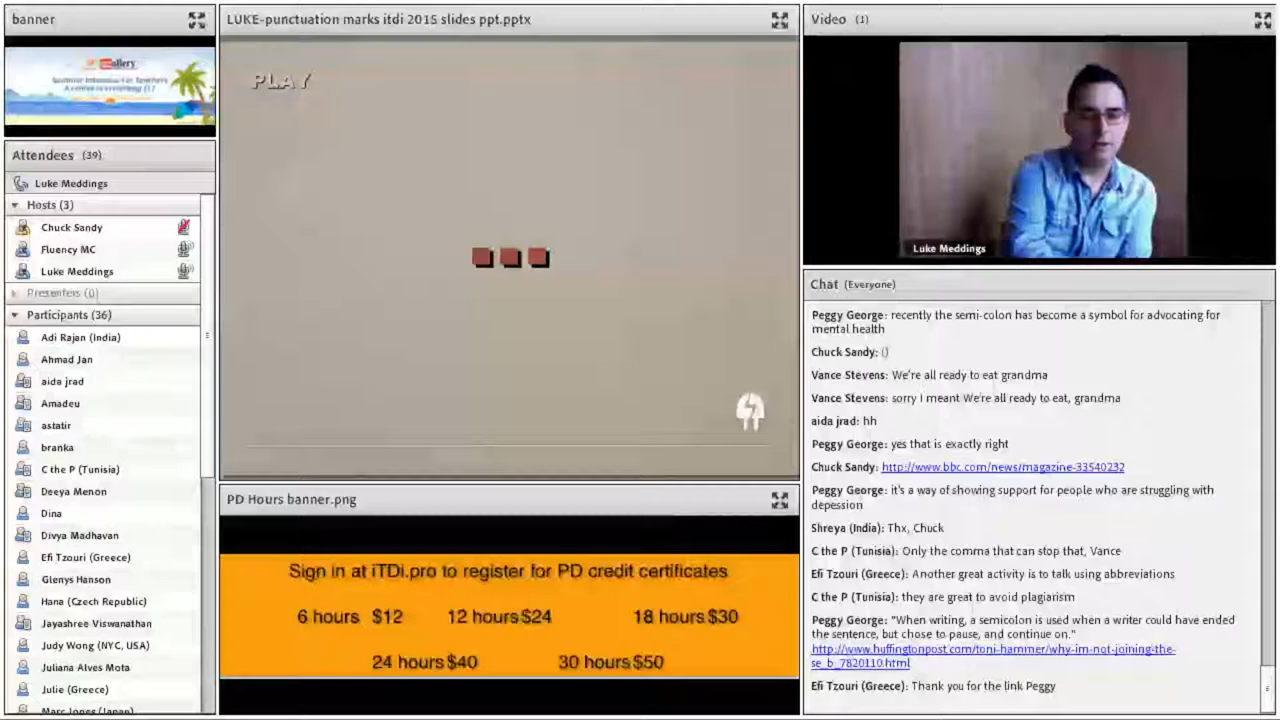 banner
Summer Intensive For Teachers
Attendees (39)
Luke Meddings
Hosts (3)
Chuck Sandy
Fluency MC
Luke Meddings
Presenters (0)
Participants (36)
Adi Rajan (India)
Ahmad Jan
aida jrad
Amadeu
astatir
branka
C the P (Tunisia)
Deeya Menon
Dina
Divya Madhavan
Efi Tzouri (Greece)
Glenys Hanson
Hana (Czech Republic)
Jayashree Viswanathan
Judy Wong (NYC, USA)
Juliana Alves Mota
Julie (Greece)
Marc Jones (Japan)
LUKE-punctuation marks itdi 2015 slides ppt.pptx
PLAY
PD Hours banner.png
Sign in at iTDi.pro to register for PD credit certificates
6 hours $12 12 hours $24 18 hours $30
24 hours $40 30 hours $50
Video (1)
Luke Meddings
Chat (Everyone)
Peggy George: recently the semi-colon has become a symbol for advocating for
mental health
Chuck Sandy: ()
Vance Stevens: We're all ready to eat grandma
Vance Stevens: sorry I meant We're all ready to eat, grandma
aida jrad: hh
Peggy George: yes that is exactly right
Chuck Sandy: http://www.bbc.com/news/magazine-33540232
Peggy George: it's a way of showing support for people who are struggling with
depession
Shreya (India): Thx, Chuck
C the P (Tunisia): Only the comma that can stop that, Vance
Efi Tzouri (Greece): Another great activity is to talk using abbreviations
C the P (Tunisia): they are great to avoid plagiarism
Peggy George: "When writing, a semicolon is used when a writer could have ended
the sentence, but chose to pause, and continue on."
http://www.huffingtonpost.com/toni-hammer/why-im-not-joining-the-
se_b_7820110.html
Efi Tzouri (Greece): Thank you for the link Peggy